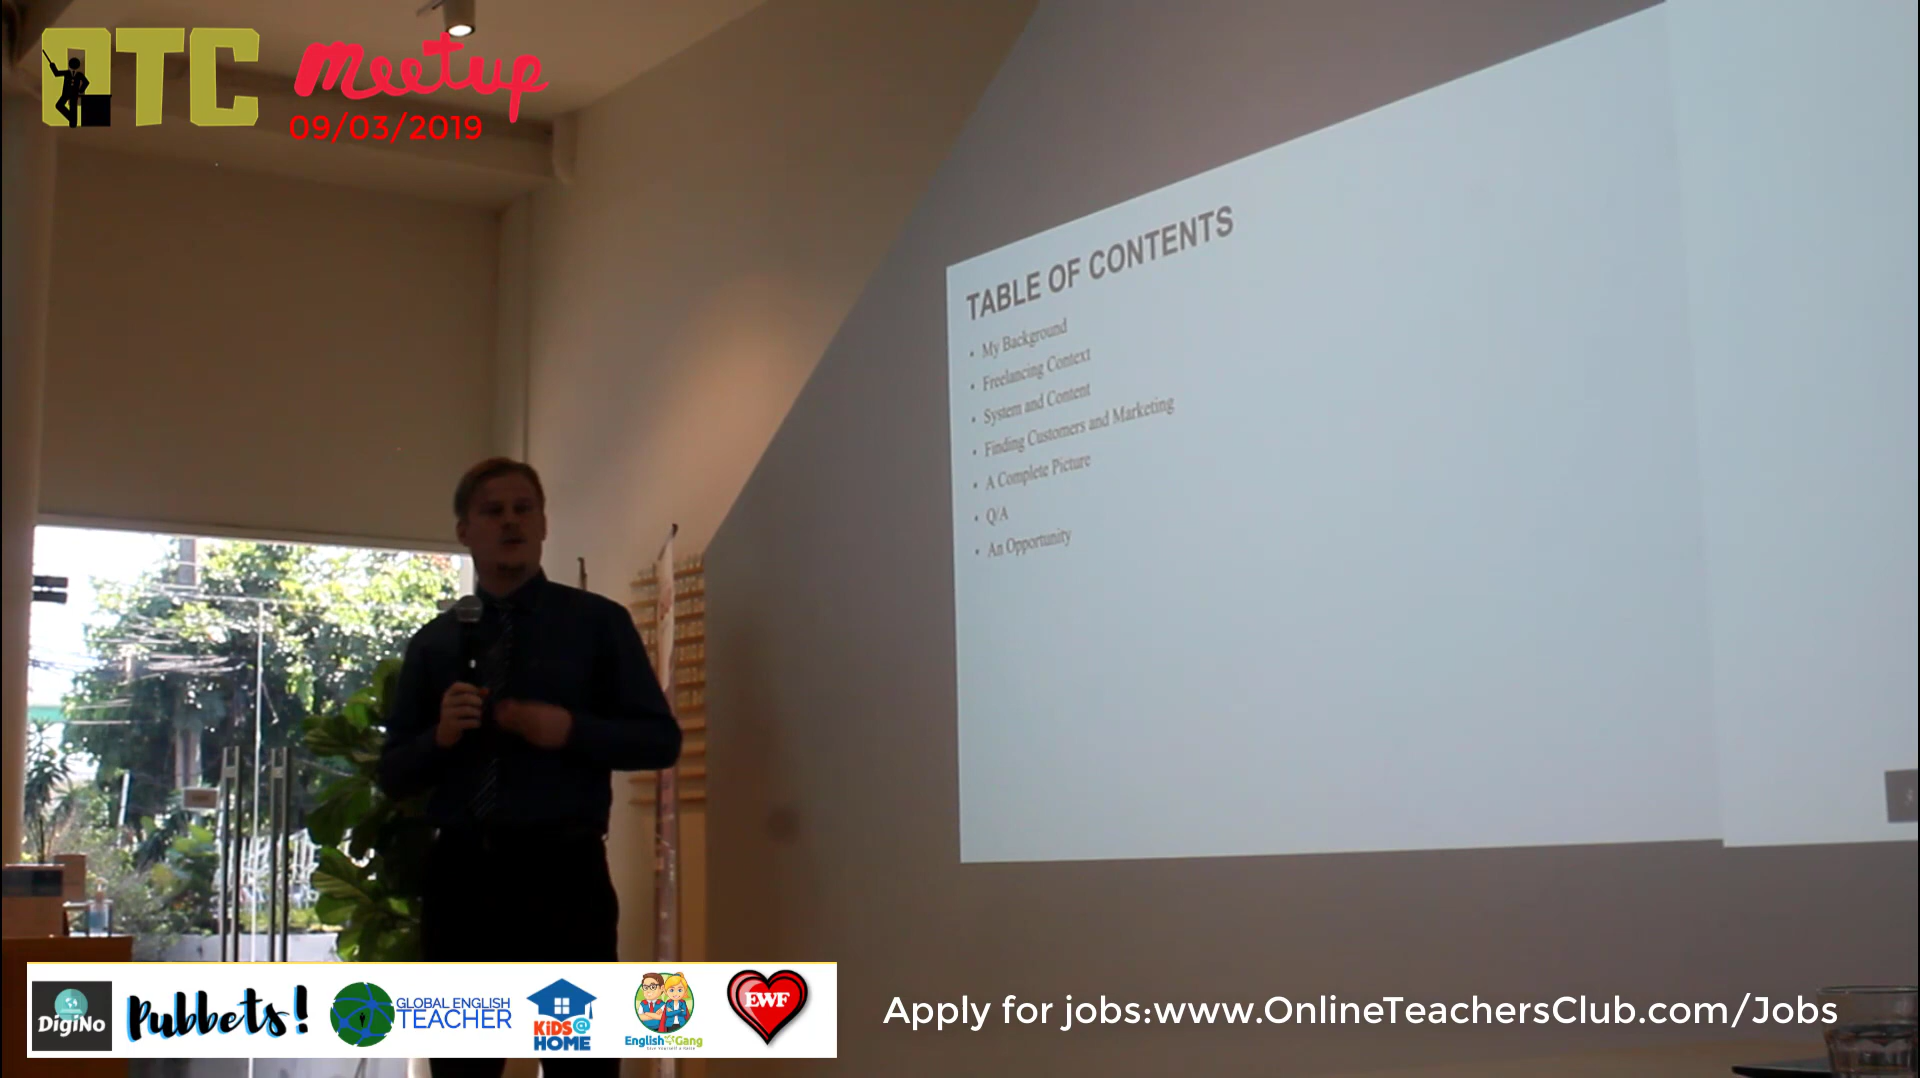 OTC
meetup
09/03/2019
TABLE OF CONTENTS
• My Background
• Freelancing Context
• System and Content
• Finding Customers and Marketing
• A Complete Picture
• Q/A
• An Opportunity
DigiNo
Pubbets!
GLOBAL ENGLISH
TEACHER
KiDS@
HOME
English Gang
EWF
Apply for jobs:www.OnlineTeachersClub.com/Jobs